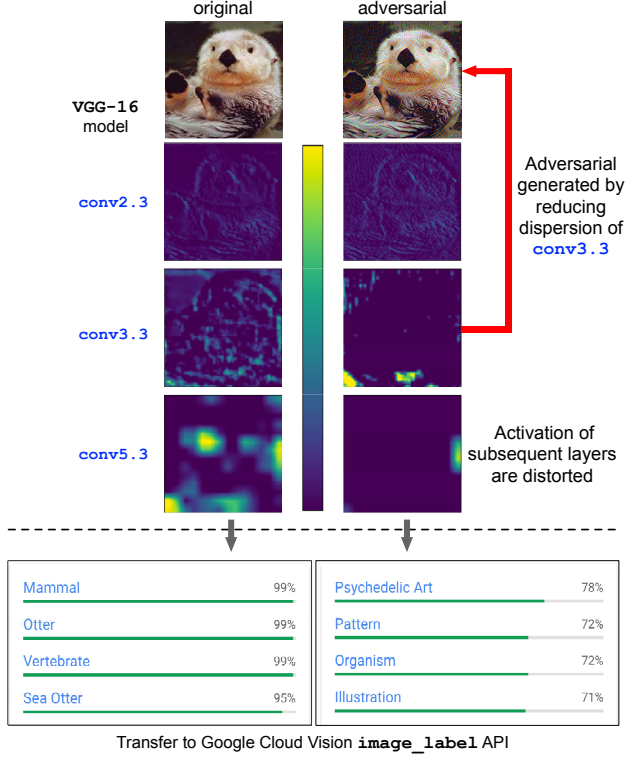 original
adversarial
VGG-16
model
conv2.3
conv3.3
conv5.3
Adversarial
generated by
reducing
dispersion of
conv3.3
Activation of
subsequent layers
are distorted
Mammal 99%
Otter 99%
Vertebrate 99%
Sea Otter 95%
Psychedelic Art 78%
Pattern 72%
Organism 72%
Illustration 71%
Transfer to Google Cloud Vision image_label API